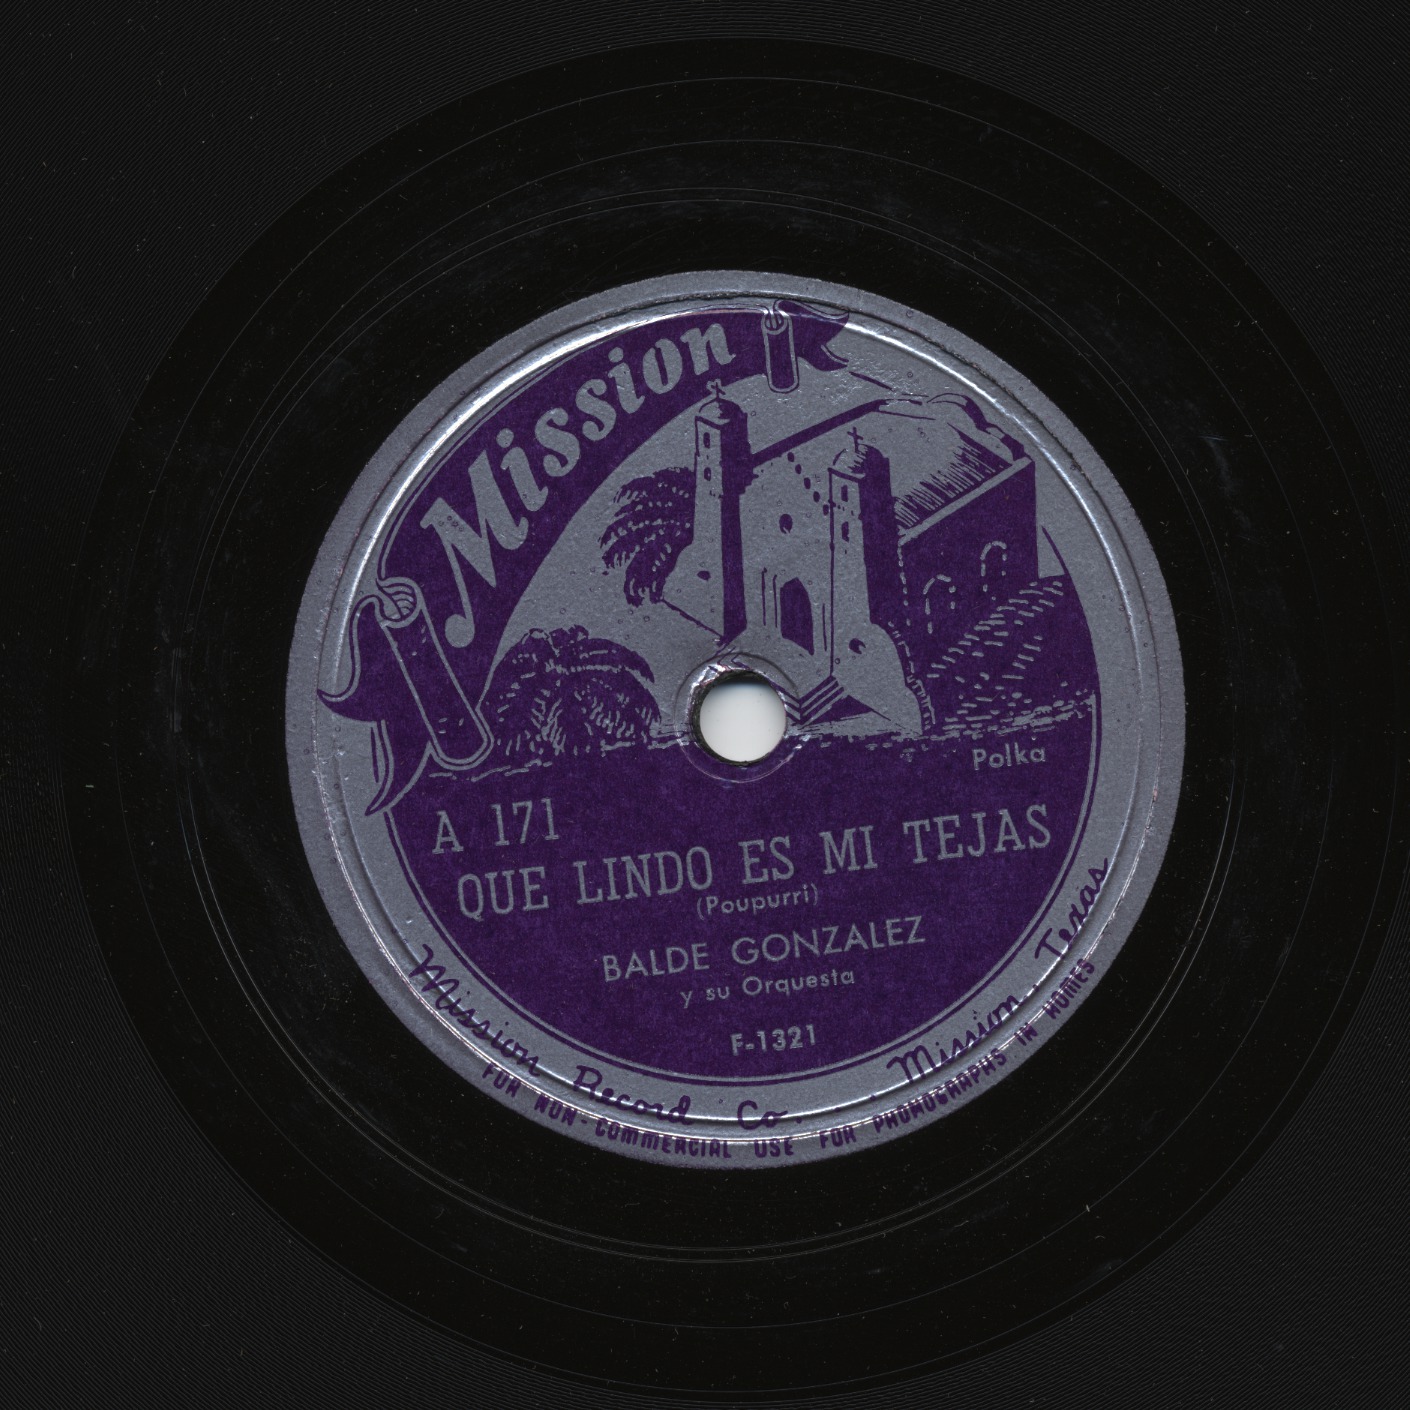 Mission
Polka
A 171
QUE LINDO ES MI TEJAS
(Poupurri)
BALDE GONZALEZ
y su Orquesta
F-1321
Mission Record Co. Mission, Texas
FOR NON-COMMERCIAL USE FOR PHONOGRAPHS IN HOMES